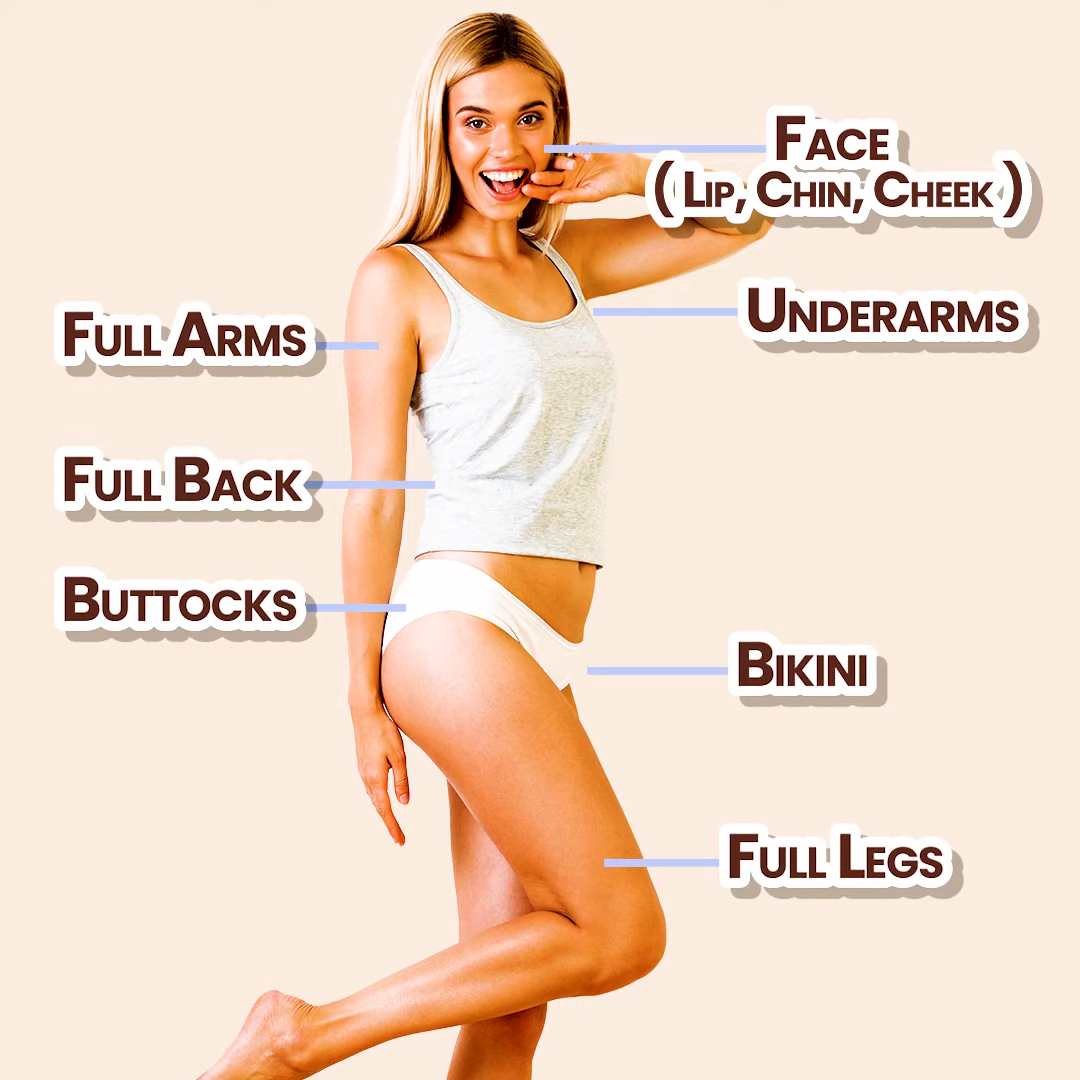 Face
( Lip, Chin, Cheek )
Underarms
Full Arms
Full Back
Buttocks
Bikini
Full Legs